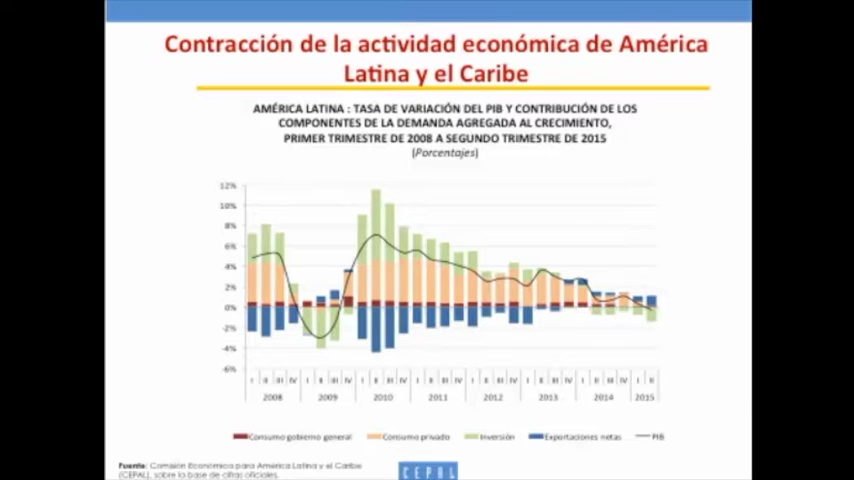 Contracción de la actividad económica de América
Latina y el Caribe
AMÉRICA LATINA : TASA DE VARIACIÓN DEL PIB Y CONTRIBUCIÓN DE LOS
COMPONENTES DE LA DEMANDA AGREGADA AL CRECIMIENTO,
PRIMER TRIMESTRE DE 2008 A SEGUNDO TRIMESTRE DE 2015
(Porcentajes)
12%
10%
8%
6%
4%
2%
0%
-2%
-4%
-6%
I II III IV I II III IV I II III IV I II III IV I II III IV I II III IV I II III IV I II
2008 2009 2010 2011 2012 2013 2014 2015
Consumo gobierno general Consumo privado Inversión Exportaciones netas PIB
Fuente: Comisión Económica para América Latina y el Caribe
(CEPAL), sobre la base de cifras oficiales.
CEPAL